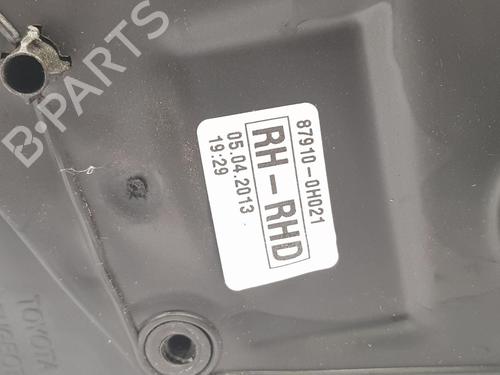 B-PARTS
87910-0H021
RH-RHD
05.04.2013
19:29
TOYOTA